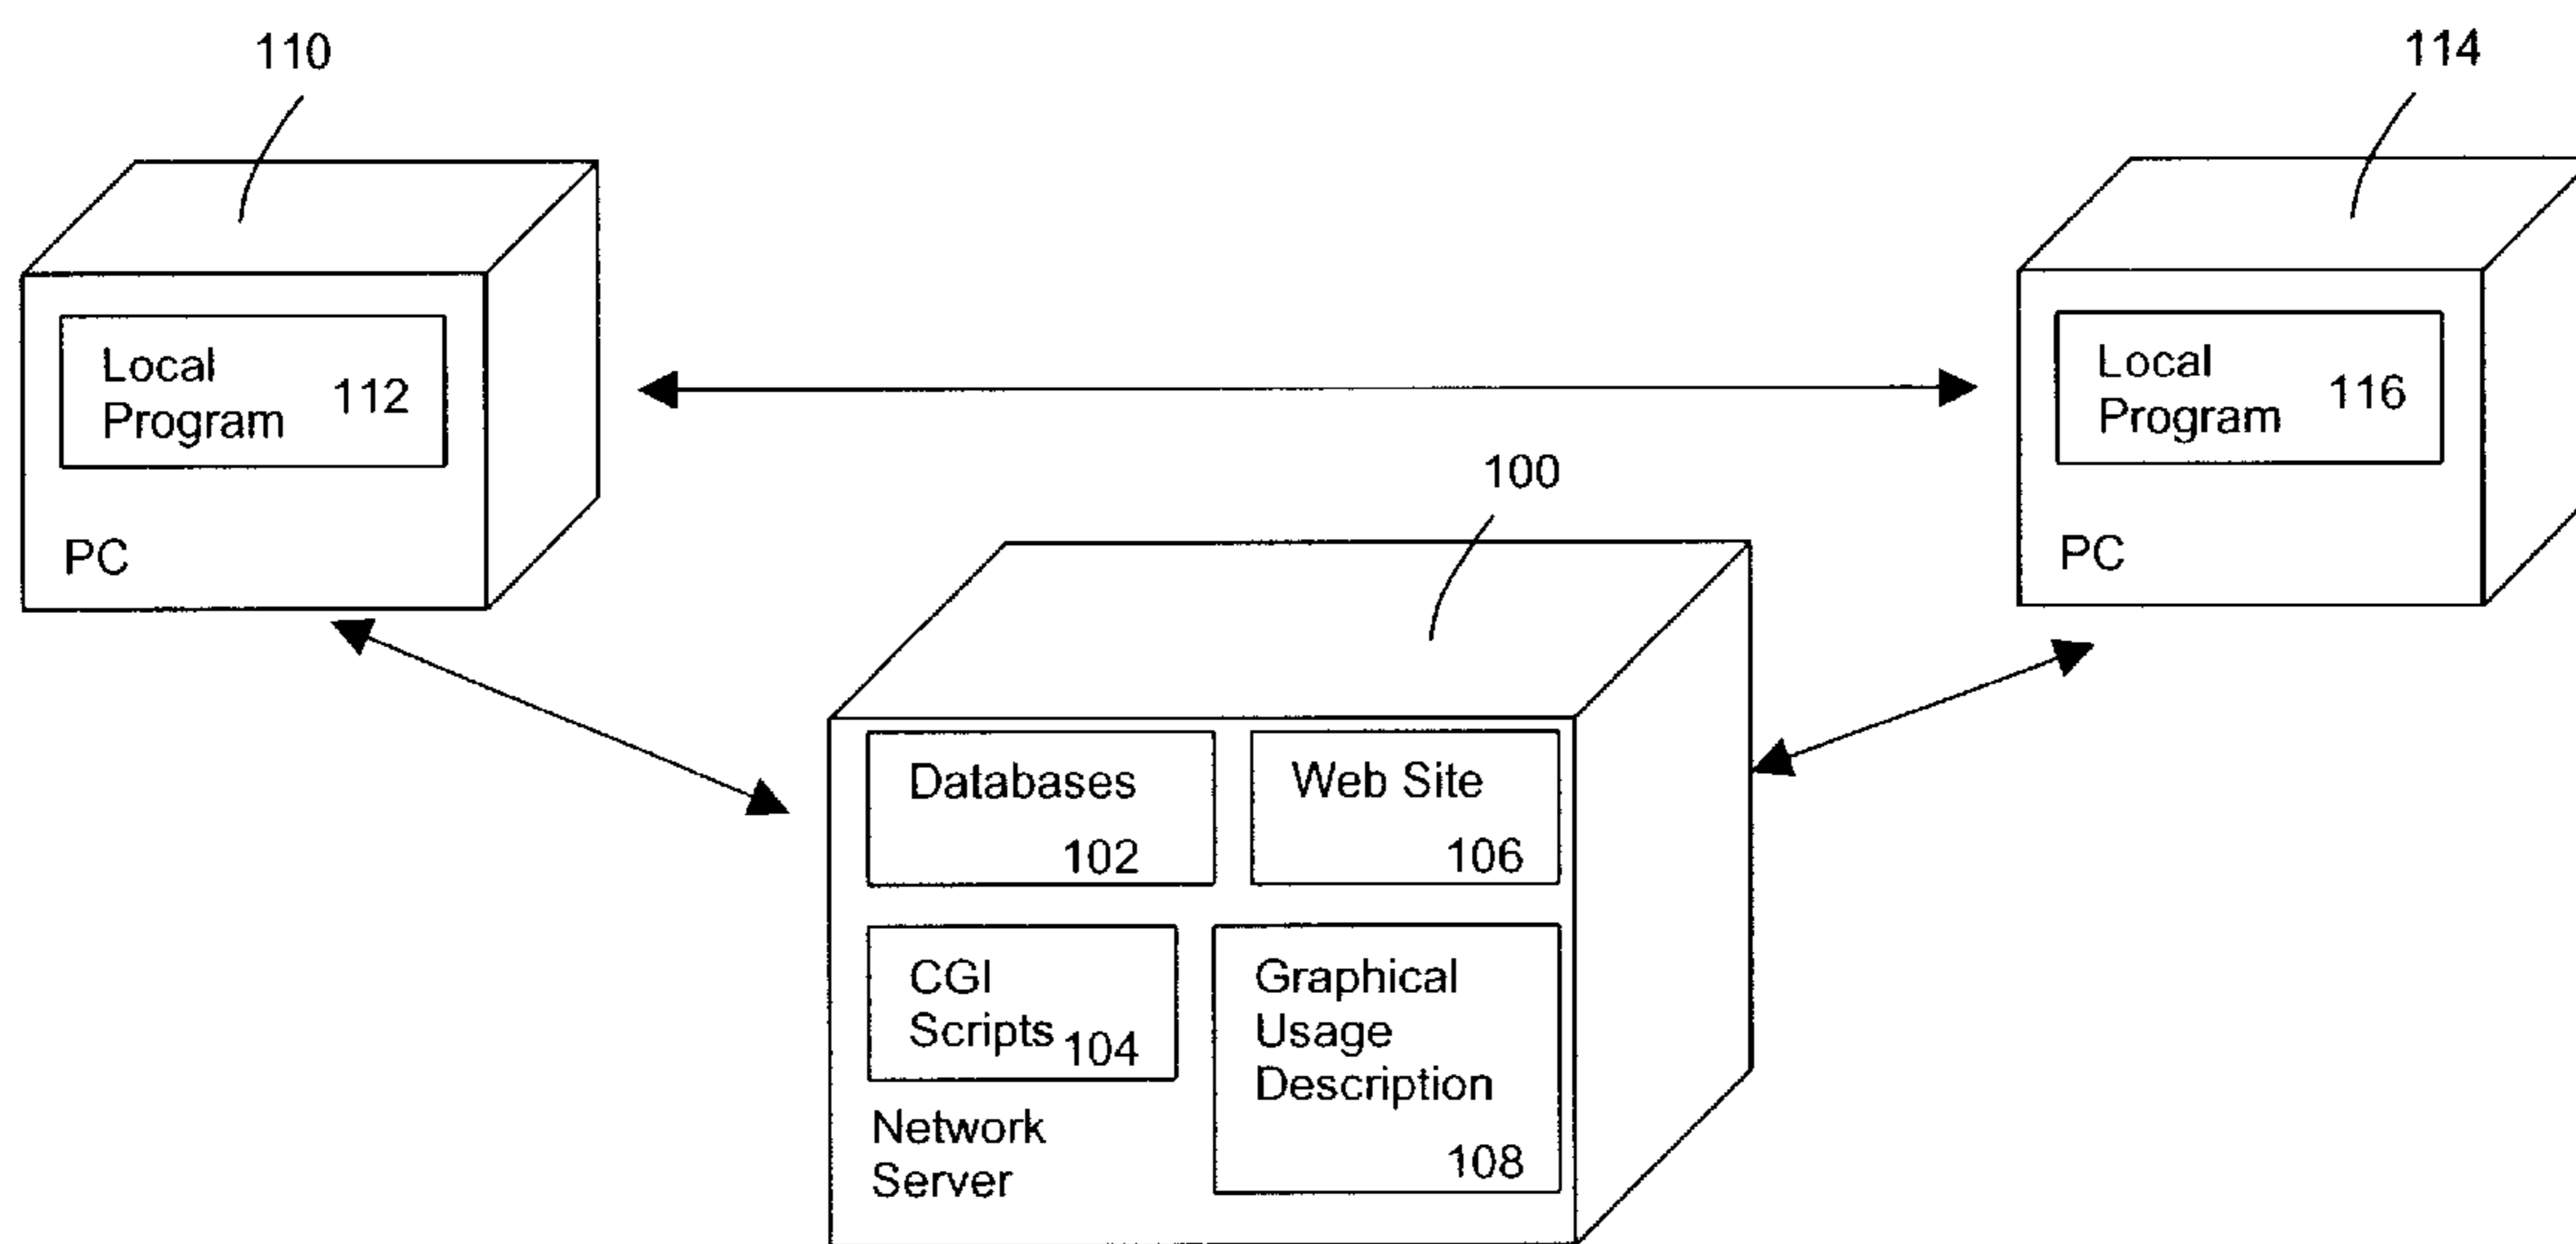 110
114
Local
Program 112
PC
Local
Program 116
PC
100
Databases
102
Web Site
106
CGI
Scripts 104
Graphical
Usage
Description
108
Network
Server